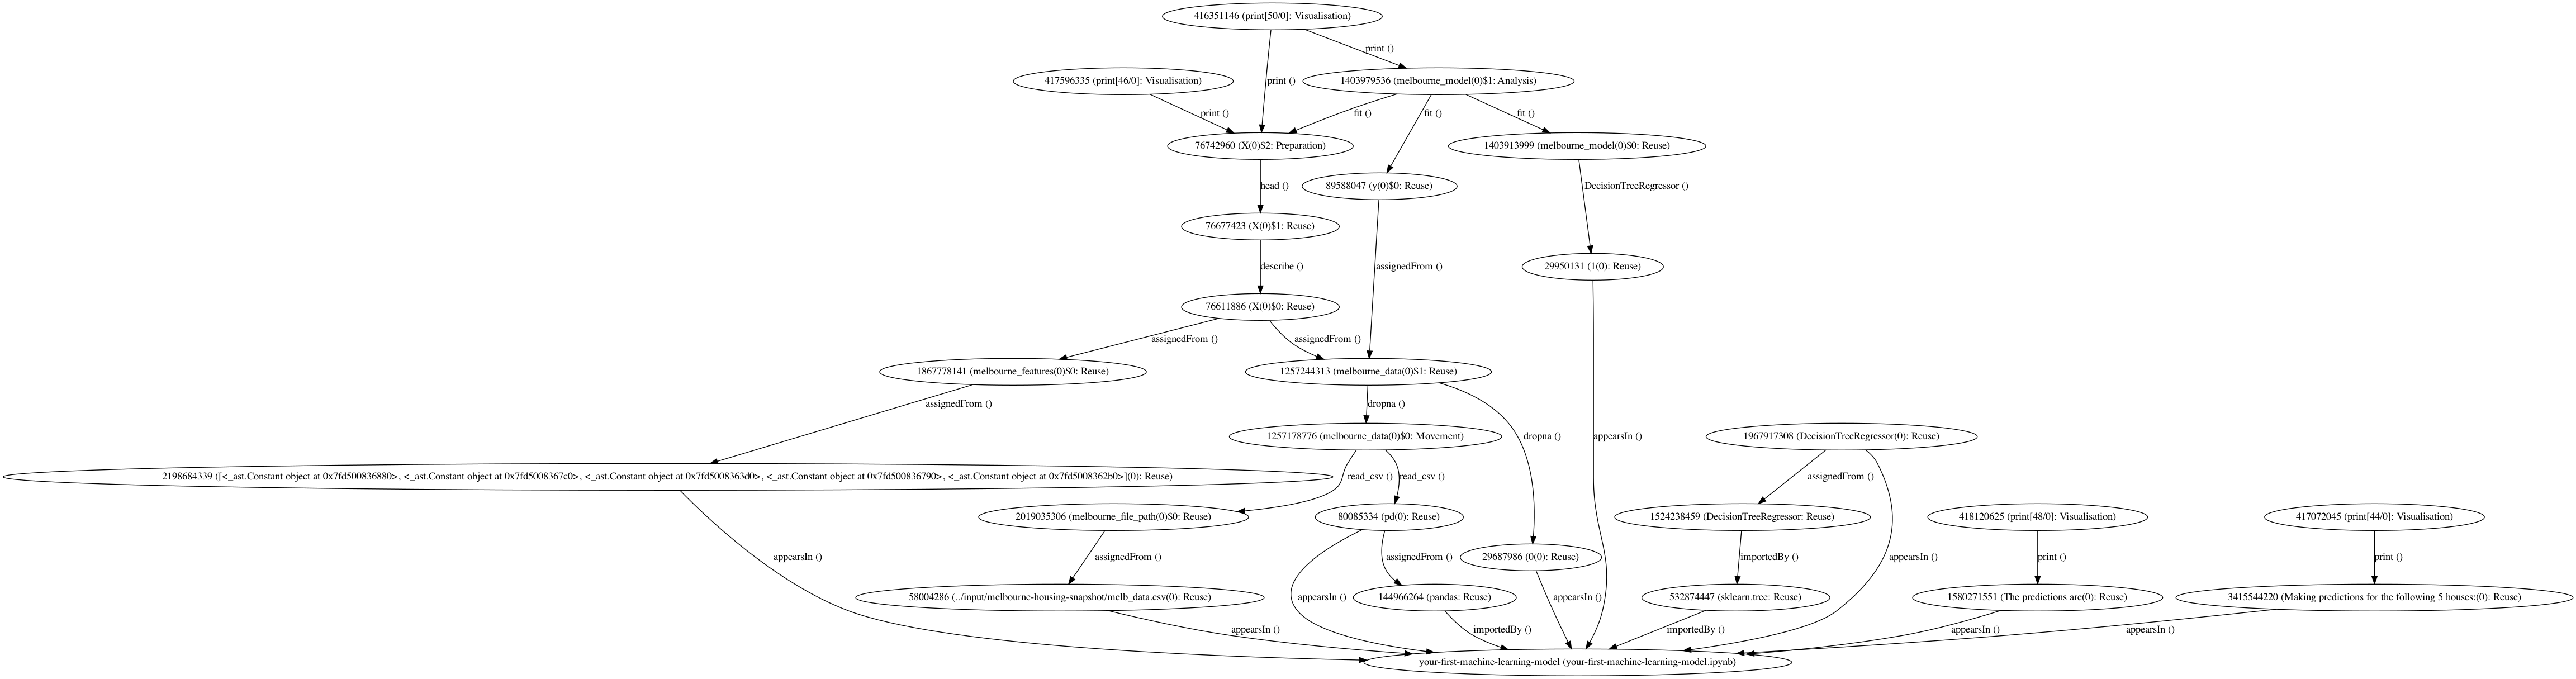 416351146 (print[50/0]: Visualisation)
print ()
417596335 (print[46/0]: Visualisation)
print ()
1403979536 (melbourne_model(0)$1: Analysis)
print ()
fit ()
fit ()
fit ()
76742960 (X(0)$2: Preparation)
1403913999 (melbourne_model(0)$0: Reuse)
head ()
89588047 (y(0)$0: Reuse)
DecisionTreeRegressor ()
76677423 (X(0)$1: Reuse)
describe ()
assignedFrom ()
29950131 (1(0): Reuse)
76611886 (X(0)$0: Reuse)
assignedFrom ()
assignedFrom ()
1867778141 (melbourne_features(0)$0: Reuse)
1257244313 (melbourne_data(0)$1: Reuse)
assignedFrom ()
dropna ()
1257178776 (melbourne_data(0)$0: Movement)
dropna ()
appearsIn ()
1967917308 (DecisionTreeRegressor(0): Reuse)
2198684339 ([<_ast.Constant object at 0x7fd500836880>, <_ast.Constant object at 0x7fd5008367c0>, <_ast.Constant object at 0x7fd5008363d0>, <_ast.Constant object at 0x7fd500836790>, <_ast.Constant object at 0x7fd5008362b0>](0): Reuse)
read_csv ()
read_csv ()
assignedFrom ()
2019035306 (melbourne_file_path(0)$0: Reuse)
80085334 (pd(0): Reuse)
1524238459 (DecisionTreeRegressor: Reuse)
418120625 (print[48/0]: Visualisation)
417072045 (print[44/0]: Visualisation)
appearsIn ()
assignedFrom ()
assignedFrom ()
29687986 (0(0): Reuse)
importedBy ()
appearsIn ()
print ()
print ()
58004286 (../input/melbourne-housing-snapshot/melb_data.csv(0): Reuse)
appearsIn ()
144966264 (pandas: Reuse)
appearsIn ()
532874447 (sklearn.tree: Reuse)
1580271551 (The predictions are(0): Reuse)
3415544220 (Making predictions for the following 5 houses:(0): Reuse)
appearsIn ()
importedBy ()
importedBy ()
appearsIn ()
appearsIn ()
your-first-machine-learning-model (your-first-machine-learning-model.ipynb)